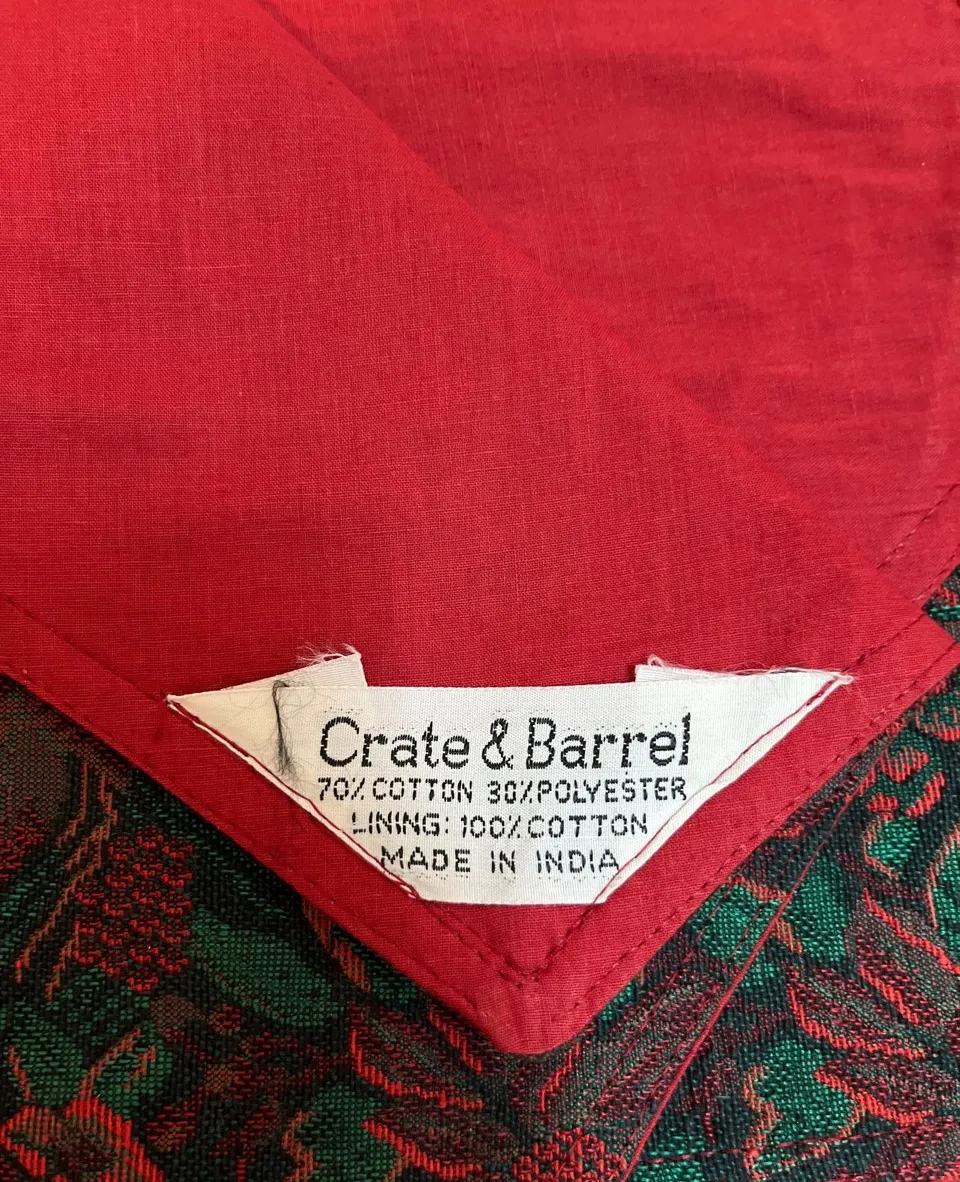 Crate & Barrel
70% COTTON 30% POLYESTER
LINING: 100% COTTON
MADE IN INDIA